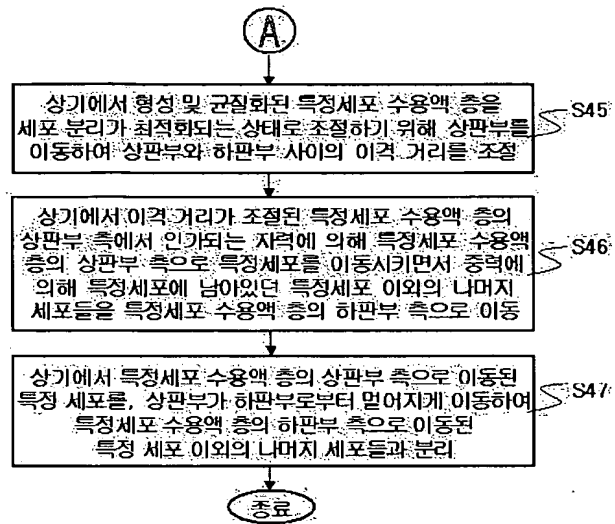 A
상기에서 형성 및 균질화된 특정세포 수용액 층을
세포 분리가 최적화되는 상태로 조절하기 위해 상판부를
이동하여 상판부와 하판부 사이의 이격 거리를 조절
S45
상기에서 이격 거리가 조절된 특정세포 수용액 층의
상판부 측에서 인가되는 자력에 의해 특정세포 수용액
층의 상판부 측으로 특정세포를 이동시키면서 중력에
의해 특정세포에 남아있던 특정세포 이외의 나머지
세포들을 특정세포 수용액 층의 하판부 측으로 이동
S46
상기에서 특정세포 수용액 층의 상판부 측으로 이동된
특정 세포를, 상판부가 하판부로부터 멀어지게 이동하여
특정세포 수용액 층의 하판부 측으로 이동된
특정 세포 이외의 나머지 세포들과 분리
S47
종료